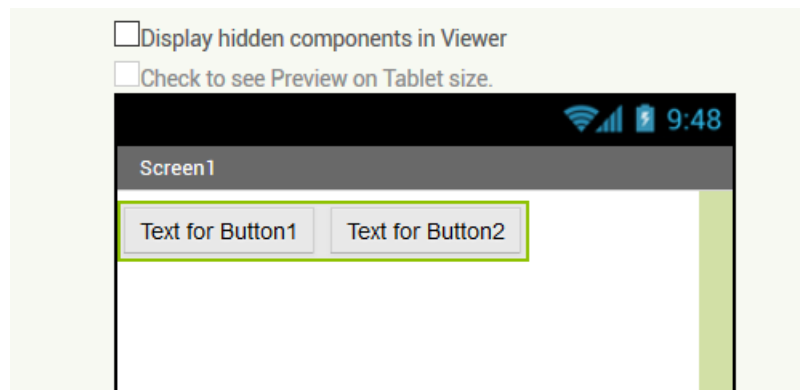 Display hidden components in Viewer
Check to see Preview on Tablet size.
9:48
Screen1
Text for Button1 Text for Button2